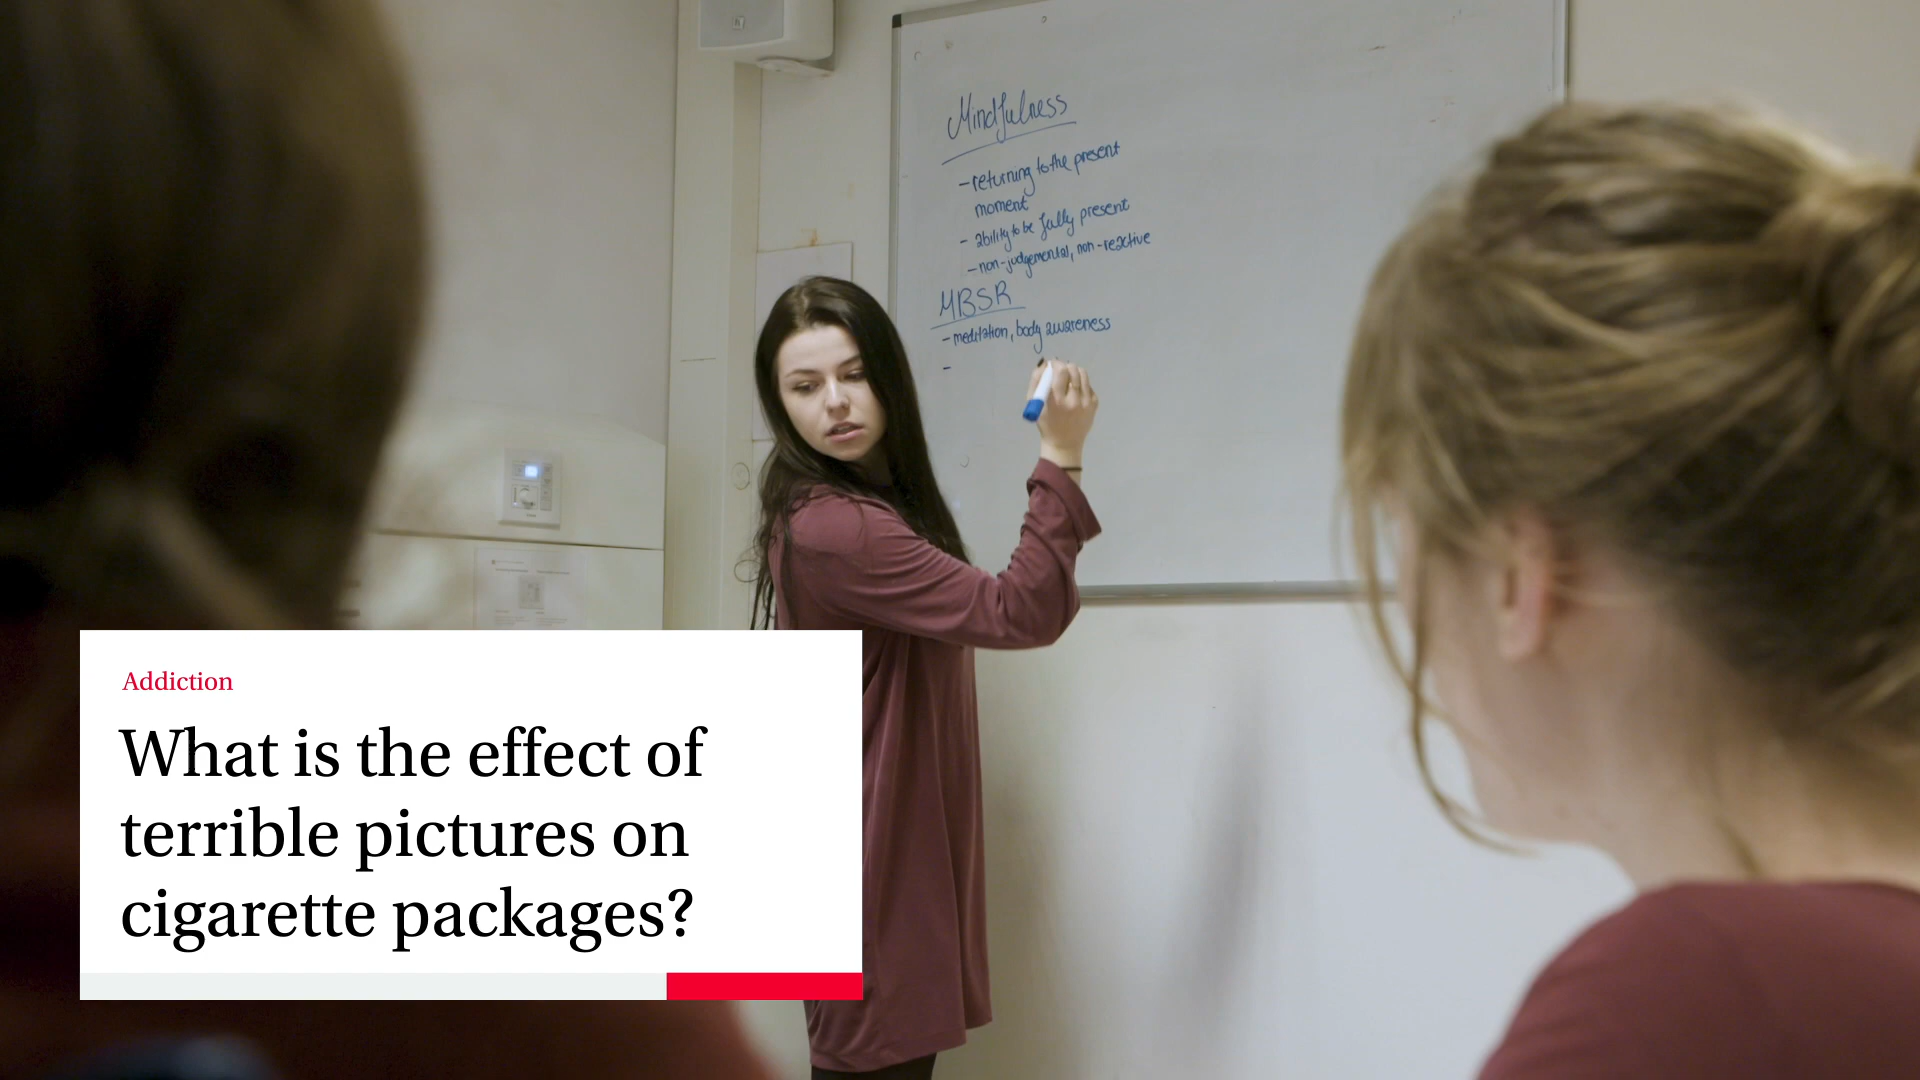 Mindfulness
- returning to the present
moment
- ability to be fully present
- non-judgemental, non-reactive
MBSR
- meditation, body awareness
-
Addiction
What is the effect of
terrible pictures on
cigarette packages?